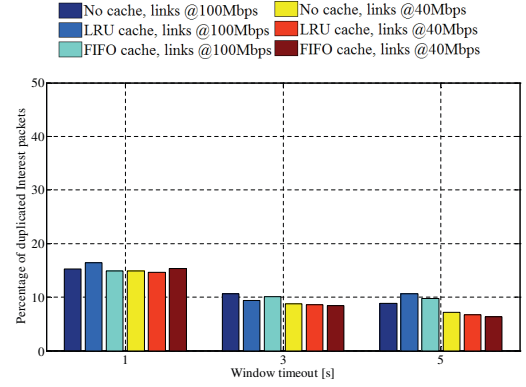 No cache, links @100Mbps No cache, links @40Mbps
LRU cache, links @100Mbps LRU cache, links @40Mbps
FIFO cache, links @100Mbps FIFO cache, links @40Mbps
Percentage of duplicated Interest packets
50
40
30
20
10
0
1 3 5
Window timeout [s]